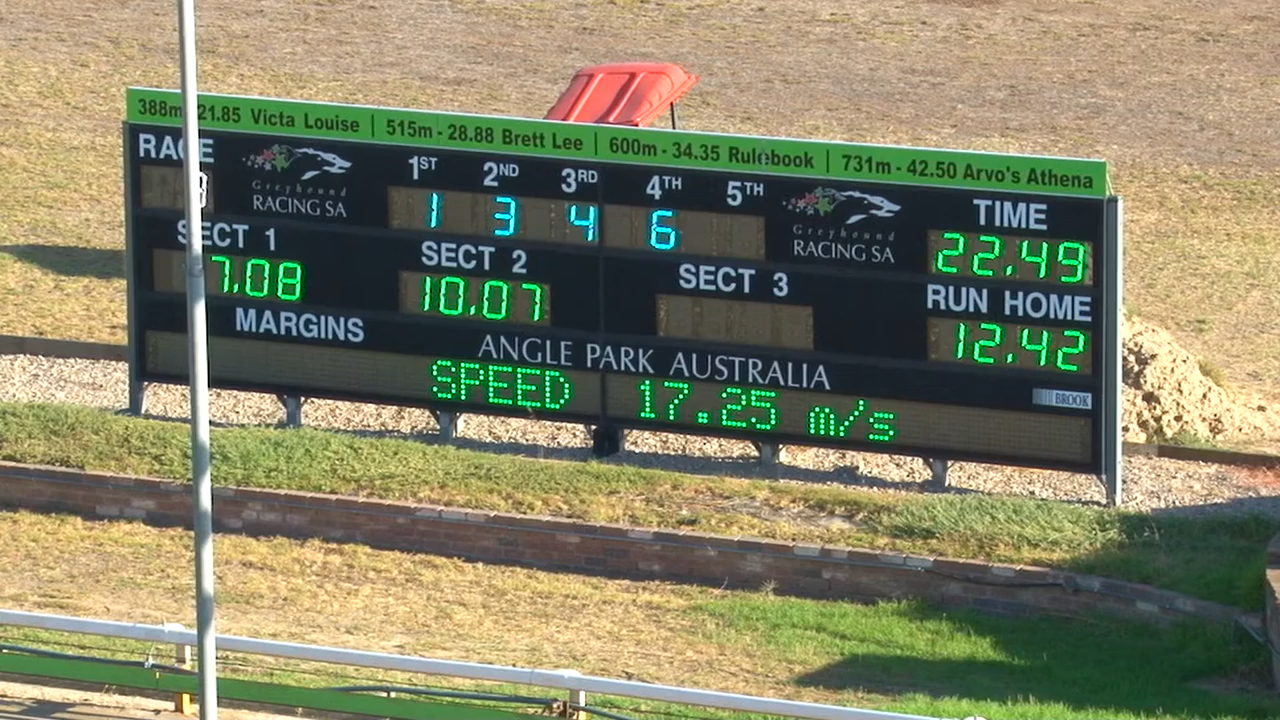 388m 21.85 Victa Louise | 515m - 28.88 Brett Lee | 600m - 34.35 Rulebook | 731m - 42.50 Arvo's Athena
RACE
Greyhound
RACING SA
1ST 2ND 3RD 4TH 5TH
1 3 4 6
Greyhound
RACING SA
TIME
22.49
SECT 1
7.08
SECT 2
10.07
SECT 3
RUN HOME
12.42
MARGINS
ANGLE PARK AUSTRALIA
SPEED 17.25 m/s
BROOK